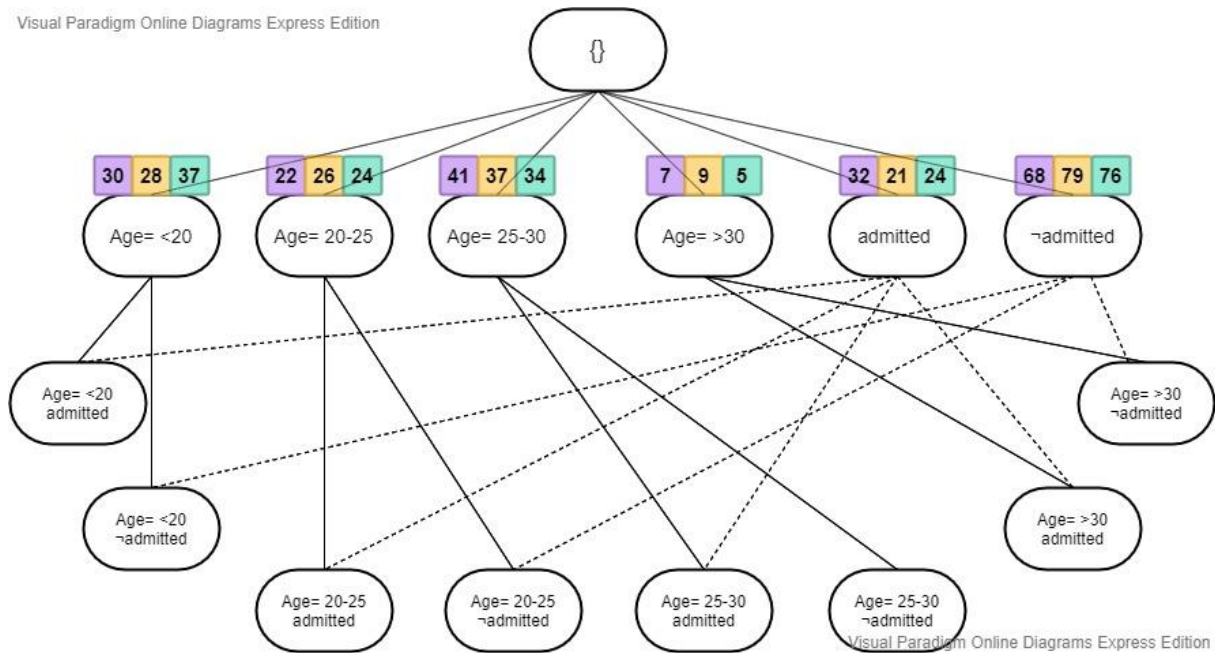 Visual Paradigm Online Diagrams Express Edition
{}
30 28 37
22 26 24
41 37 34
7 9 5
32 21 24
68 79 76
Age= <20
Age= 20-25
Age= 25-30
Age= >30
admitted
¬admitted
Age= <20
admitted
Age= >30
¬admitted
Age= <20
¬admitted
Age= >30
admitted
Age= 20-25
admitted
Age= 20-25
¬admitted
Age= 25-30
admitted
Age= 25-30
¬admitted
Visual Paradigm Online Diagrams Express Edition